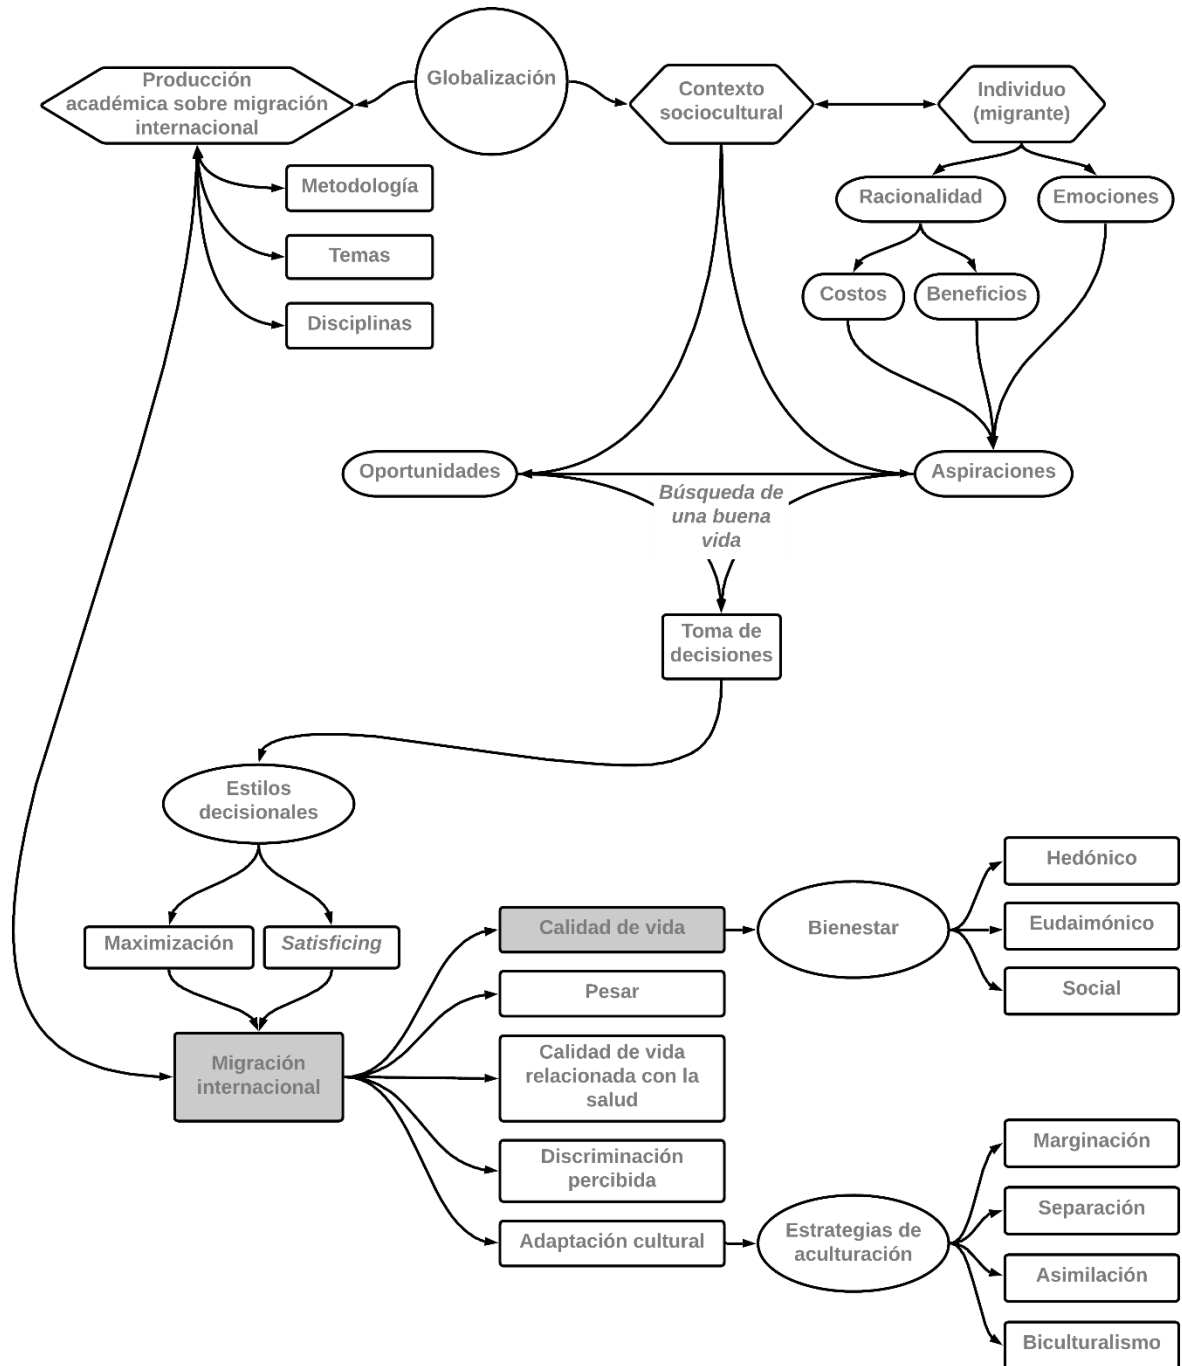 Globalización
Producción
académica sobre migración
internacional
Contexto
sociocultural
Individuo
(migrante)
Metodología
Temas
Disciplinas
Racionalidad
Emociones
Costos
Beneficios
Oportunidades
Aspiraciones
Búsqueda de
una buena
vida
Toma de
decisiones
Estilos
decisionales
Maximización
Satisficing
Migración
internacional
Calidad de vida
Pesar
Calidad de vida
relacionada con la
salud
Discriminación
percibida
Adaptación cultural
Bienestar
Hedónico
Eudaimónico
Social
Estrategias de
aculturación
Marginación
Separación
Asimilación
Biculturalismo